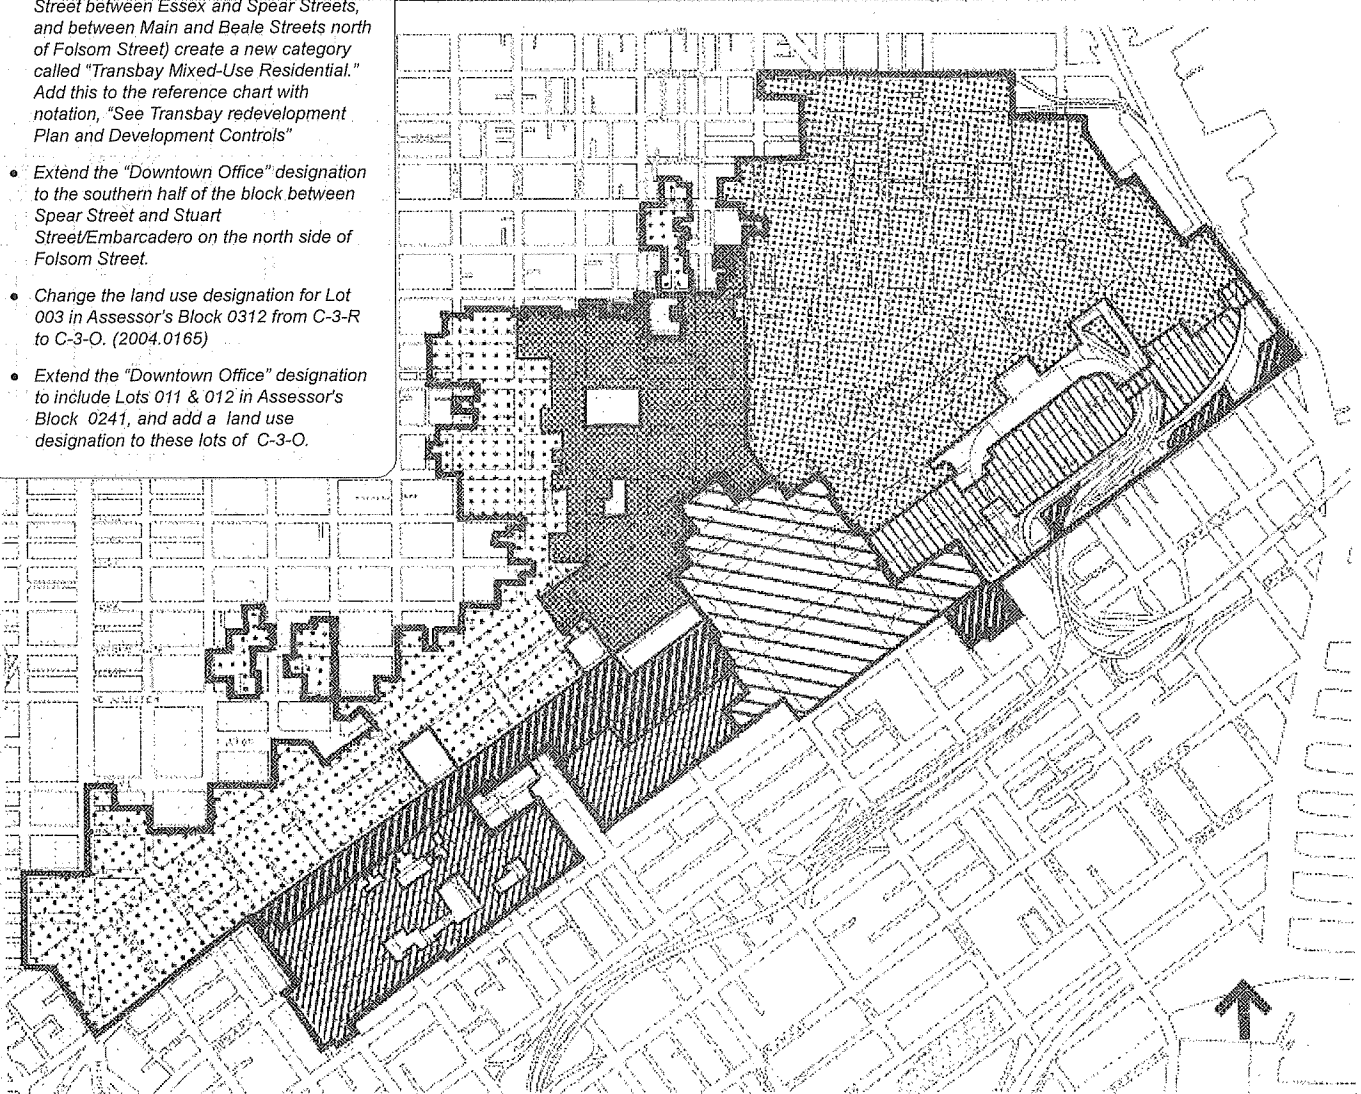 Street between Essex and Spear Streets,
and between Main and Beale Streets north
of Folsom Street) create a new category
called "Transbay Mixed-Use Residential."
Add this to the reference chart with
notation, "See Transbay redevelopment
Plan and Development Controls"
• Extend the "Downtown Office" designation
to the southern half of the block between
Spear Street and Stuart
Street/Embarcadero on the north side of
Folsom Street.
• Change the land use designation for Lot
003 in Assessor's Block 0312 from C-3-R
to C-3-O. (2004.0165)
• Extend the "Downtown Office" designation
to include Lots 011 & 012 in Assessor's
Block 0241, and add a land use
designation to these lots of C-3-O.